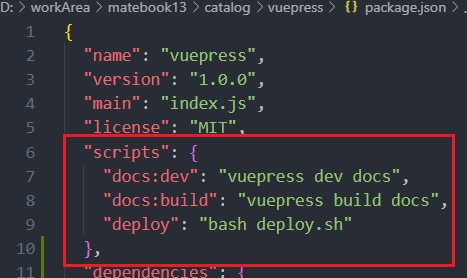 D: > workArea > matebook13 > catalog > vuepress > {} package.json > ...
1 {
2 "name": "vuepress",
3 "version": "1.0.0",
4 "main": "index.js",
5 "license": "MIT",
6 "scripts": {
7 "docs:dev": "vuepress dev docs",
8 "docs:build": "vuepress build docs",
9 "deploy": "bash deploy.sh"
10 },
11 "dependencies": {